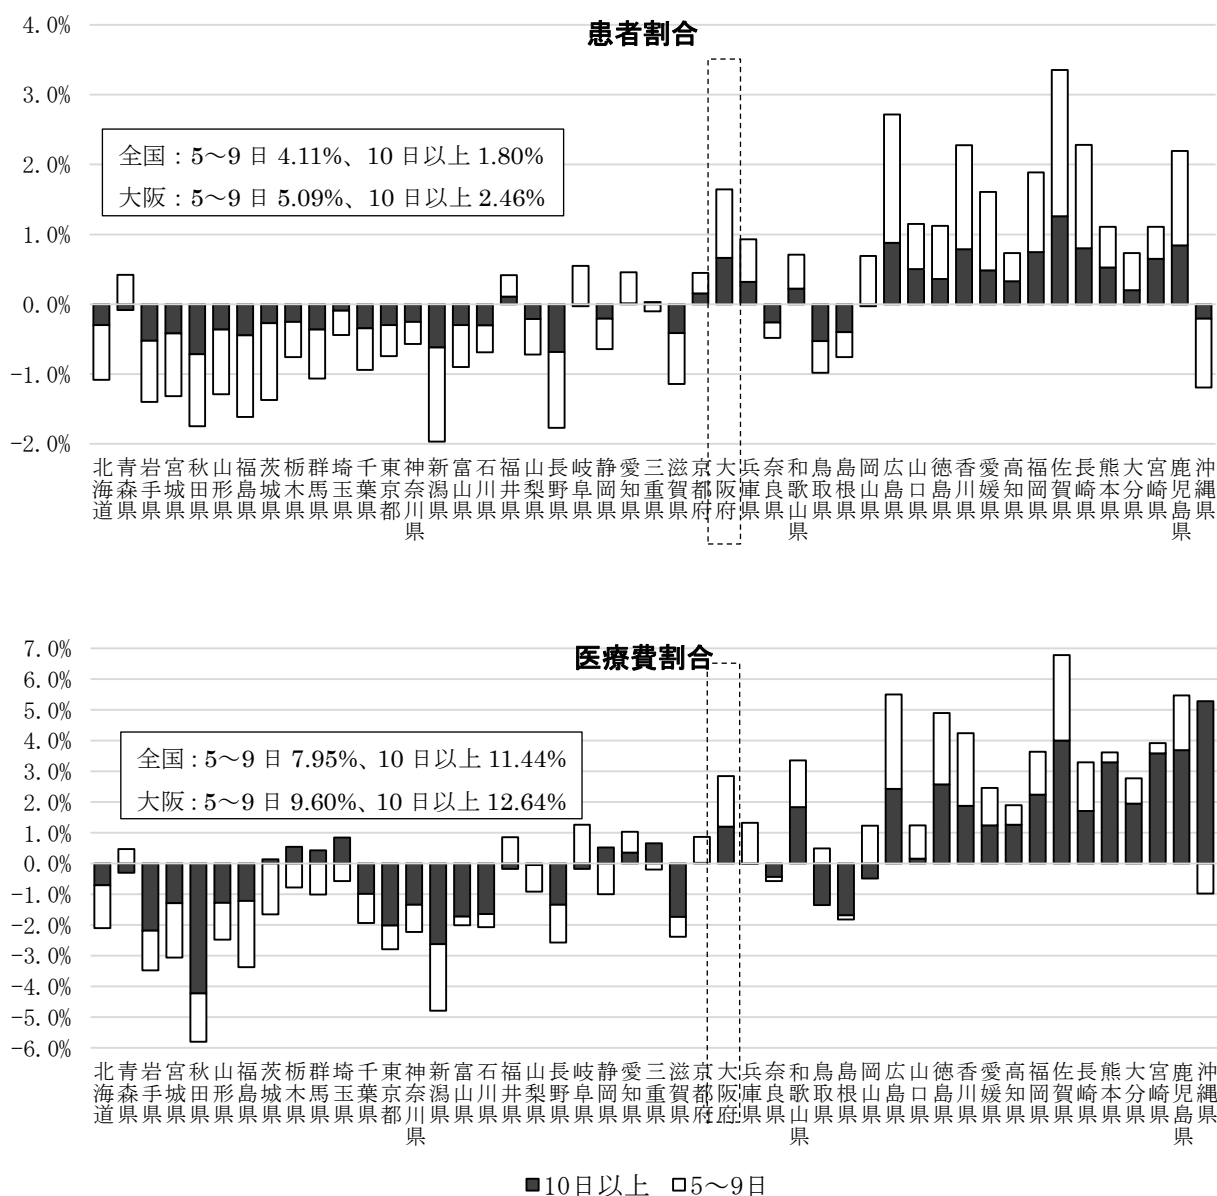 患者割合
4.0%
3.0%
2.0%
1.0%
0.0%
-1.0%
-2.0%
全国：5～9日 4.11%、10日以上 1.80%
大阪：5～9日 5.09%、10日以上 2.46%
北海道 青森県 岩手県 宮城県 秋田県 山形県 福島県 茨城県 栃木県 群馬県 埼玉県 千葉県 東京都 神奈川県 新潟県 富山県 石川県 福井県 山梨県 長野県 岐阜県 静岡県 愛知県 三重県 滋賀県 京都府 大阪府 兵庫県 奈良県 和歌山県 鳥取県 島根県 岡山県 広島県 山口県 徳島県 香川県 愛媛県 高知県 福岡県 佐賀県 長崎県 熊本県 大分県 宮崎県 鹿児島県 沖縄県
医療費割合
7.0%
6.0%
5.0%
4.0%
3.0%
2.0%
1.0%
0.0%
-1.0%
-2.0%
-3.0%
-4.0%
-5.0%
-6.0%
全国：5～9日 7.95%、10日以上 11.44%
大阪：5～9日 9.60%、10日以上 12.64%
北海道 青森県 岩手県 宮城県 秋田県 山形県 福島県 茨城県 栃木県 群馬県 埼玉県 千葉県 東京都 神奈川県 新潟県 富山県 石川県 福井県 山梨県 長野県 岐阜県 静岡県 愛知県 三重県 滋賀県 京都府 大阪府 兵庫県 奈良県 和歌山県 鳥取県 島根県 岡山県 広島県 山口県 徳島県 香川県 愛媛県 高知県 福岡県 佐賀県 長崎県 熊本県 大分県 宮崎県 鹿児島県 沖縄県
10日以上 5～9日